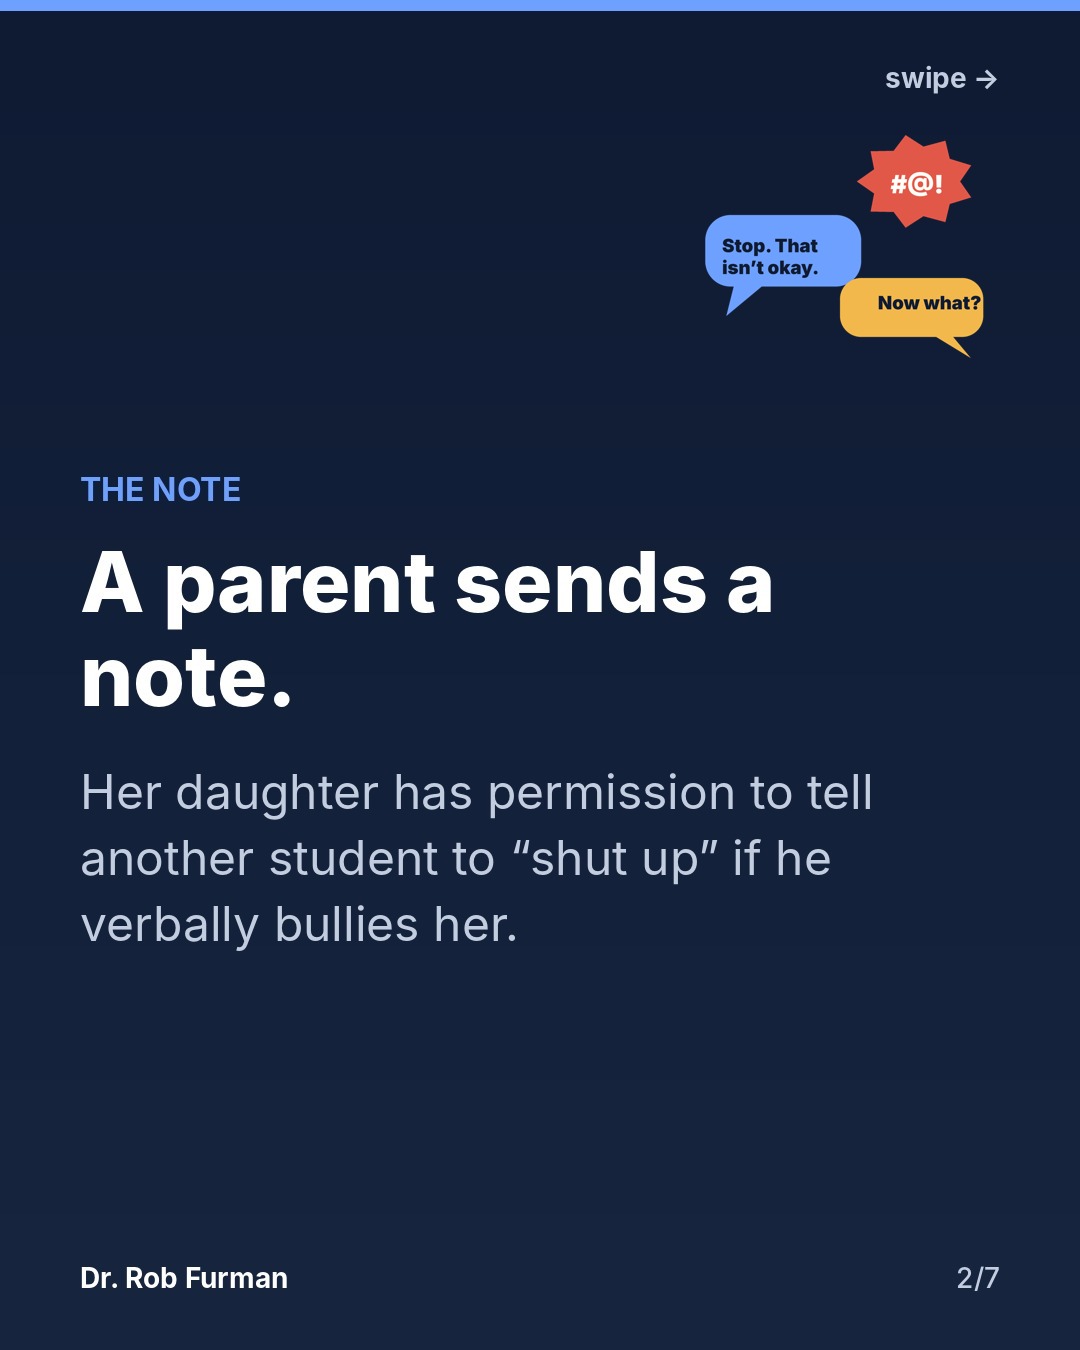 swipe →
#@!
Stop. That
isn’t okay.
Now what?
THE NOTE
A parent sends a
note.
Her daughter has permission to tell
another student to “shut up” if he
verbally bullies her.
Dr. Rob Furman
2/7